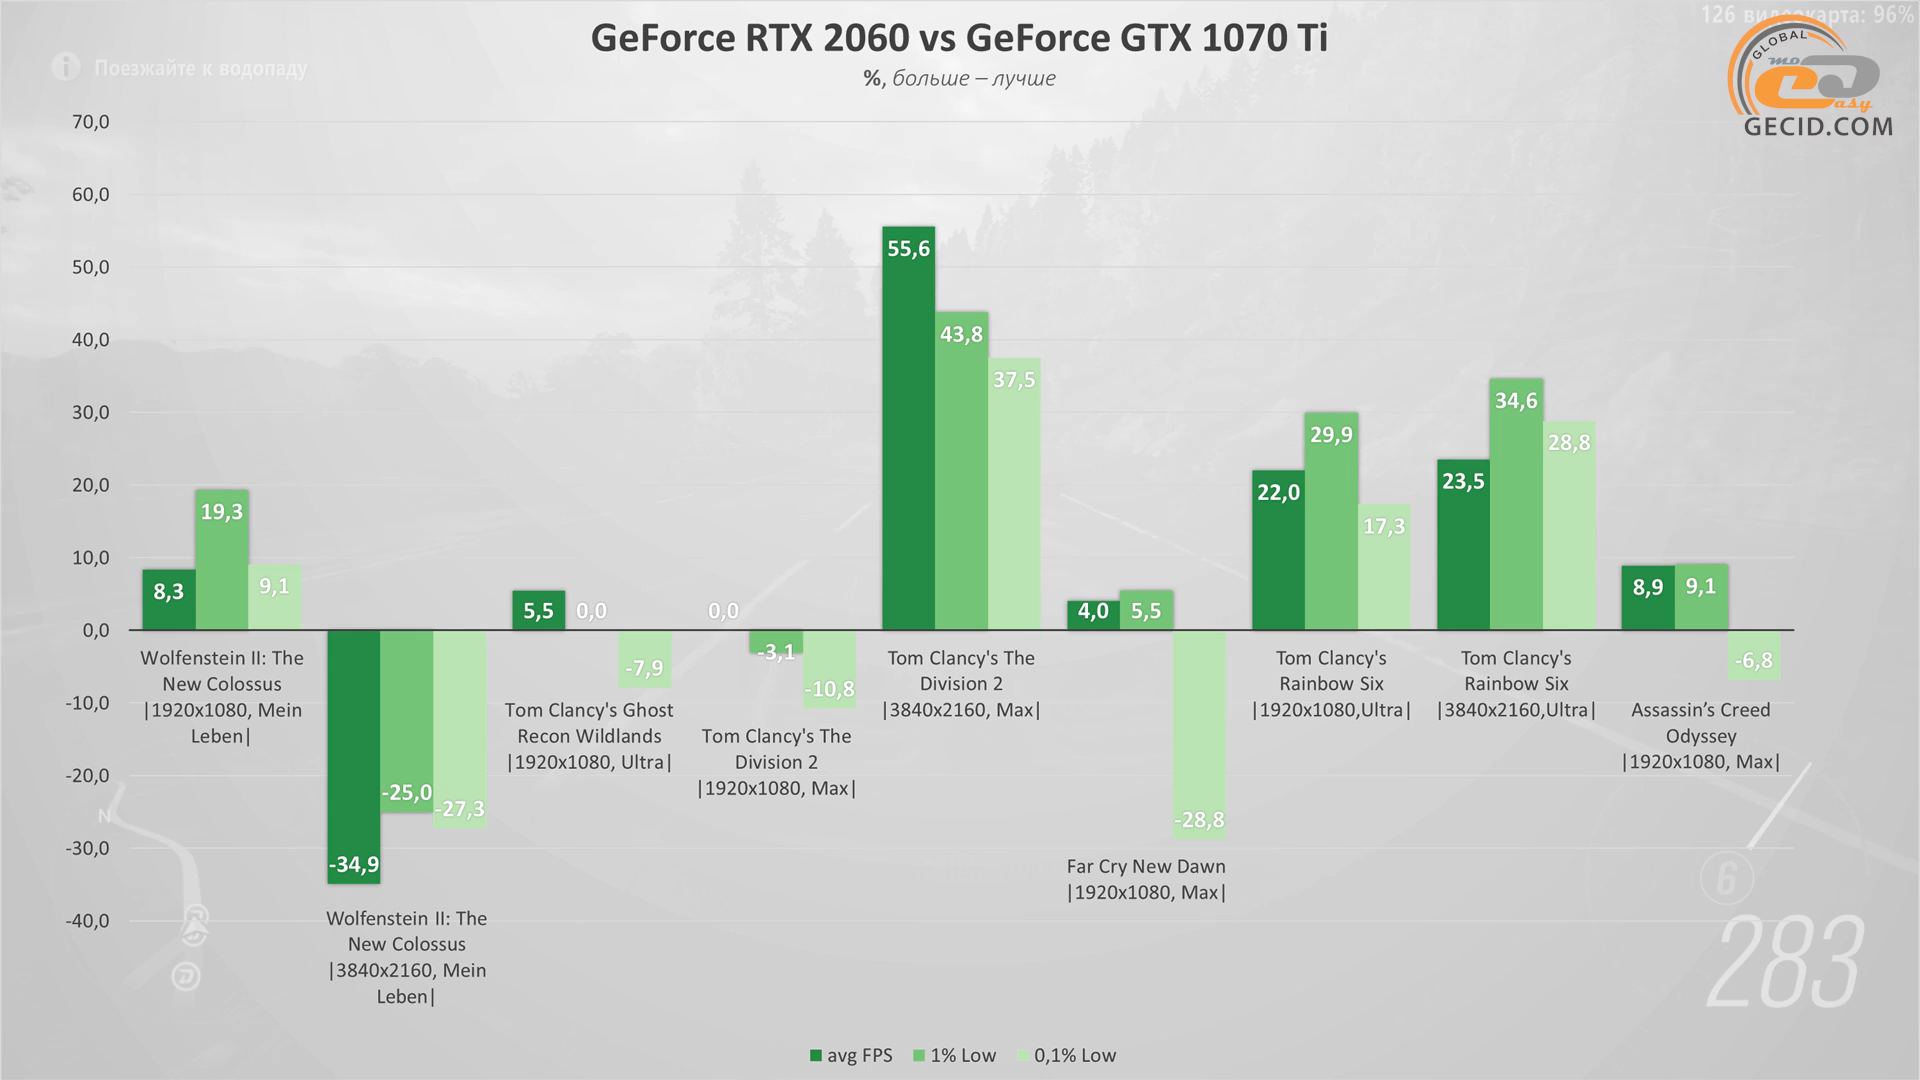 GeForce RTX 2060 vs GeForce GTX 1070 Ti
%, больше – лучше
126 видеокарта: 96%
Поезжайте к водопаду
GLOBAL
mo
easy
GECID.COM
70,0
60,0
50,0
40,0
30,0
20,0
10,0
0,0
-10,0
-20,0
-30,0
-40,0
8,3
19,3
9,1
-34,9
-25,0
-27,3
5,5
0,0
-7,9
0,0
-3,1
-10,8
55,6
43,8
37,5
4,0
5,5
-28,8
22,0
29,9
17,3
23,5
34,6
28,8
8,9
9,1
-6,8
Wolfenstein II: The
New Colossus
|1920x1080, Mein
Leben|
Wolfenstein II: The
New Colossus
|3840x2160, Mein
Leben|
Tom Clancy's Ghost
Recon Wildlands
|1920x1080, Ultra|
Tom Clancy's The
Division 2
|1920x1080, Max|
Tom Clancy's The
Division 2
|3840x2160, Max|
Far Cry New Dawn
|1920x1080, Max|
Tom Clancy's
Rainbow Six
|1920x1080,Ultra|
Tom Clancy's
Rainbow Six
|3840x2160,Ultra|
Assassin’s Creed
Odyssey
|1920x1080, Max|
N
D
6
283
avg FPS
1% Low
0,1% Low